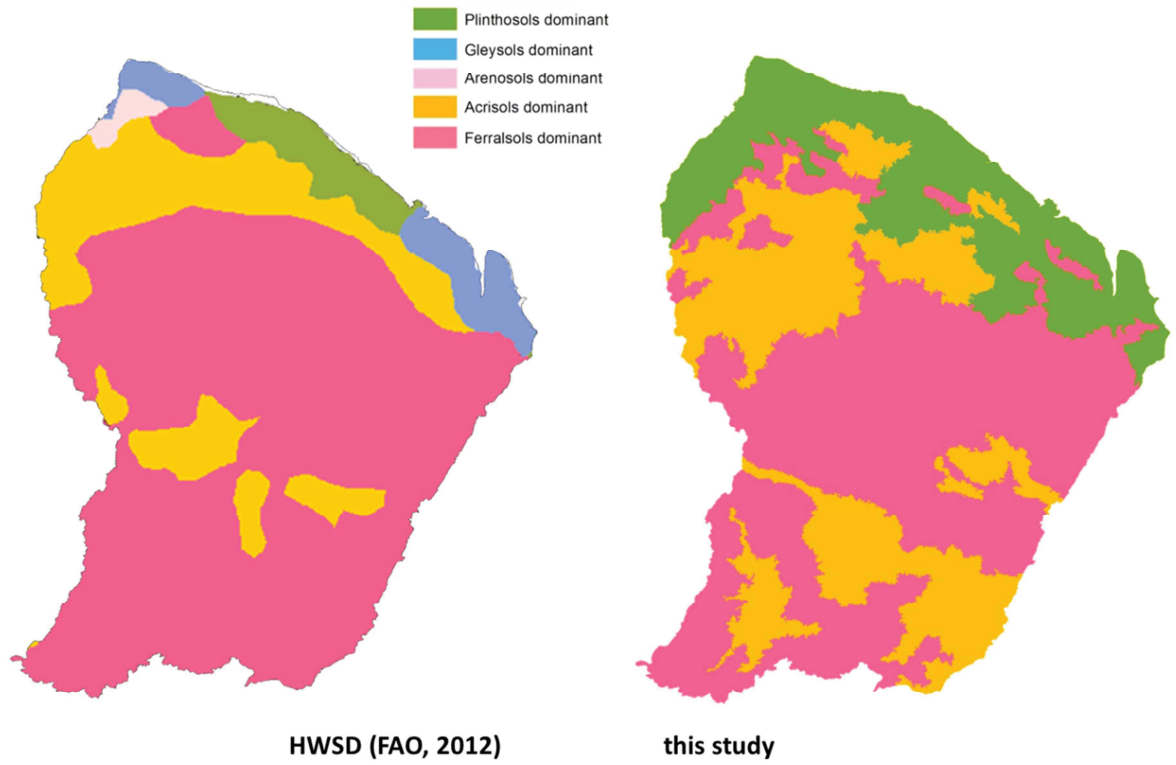 Plinthosols dominant
Gleysols dominant
Arenosols dominant
Acrisols dominant
Ferralsols dominant
HWSD (FAO, 2012)
this study